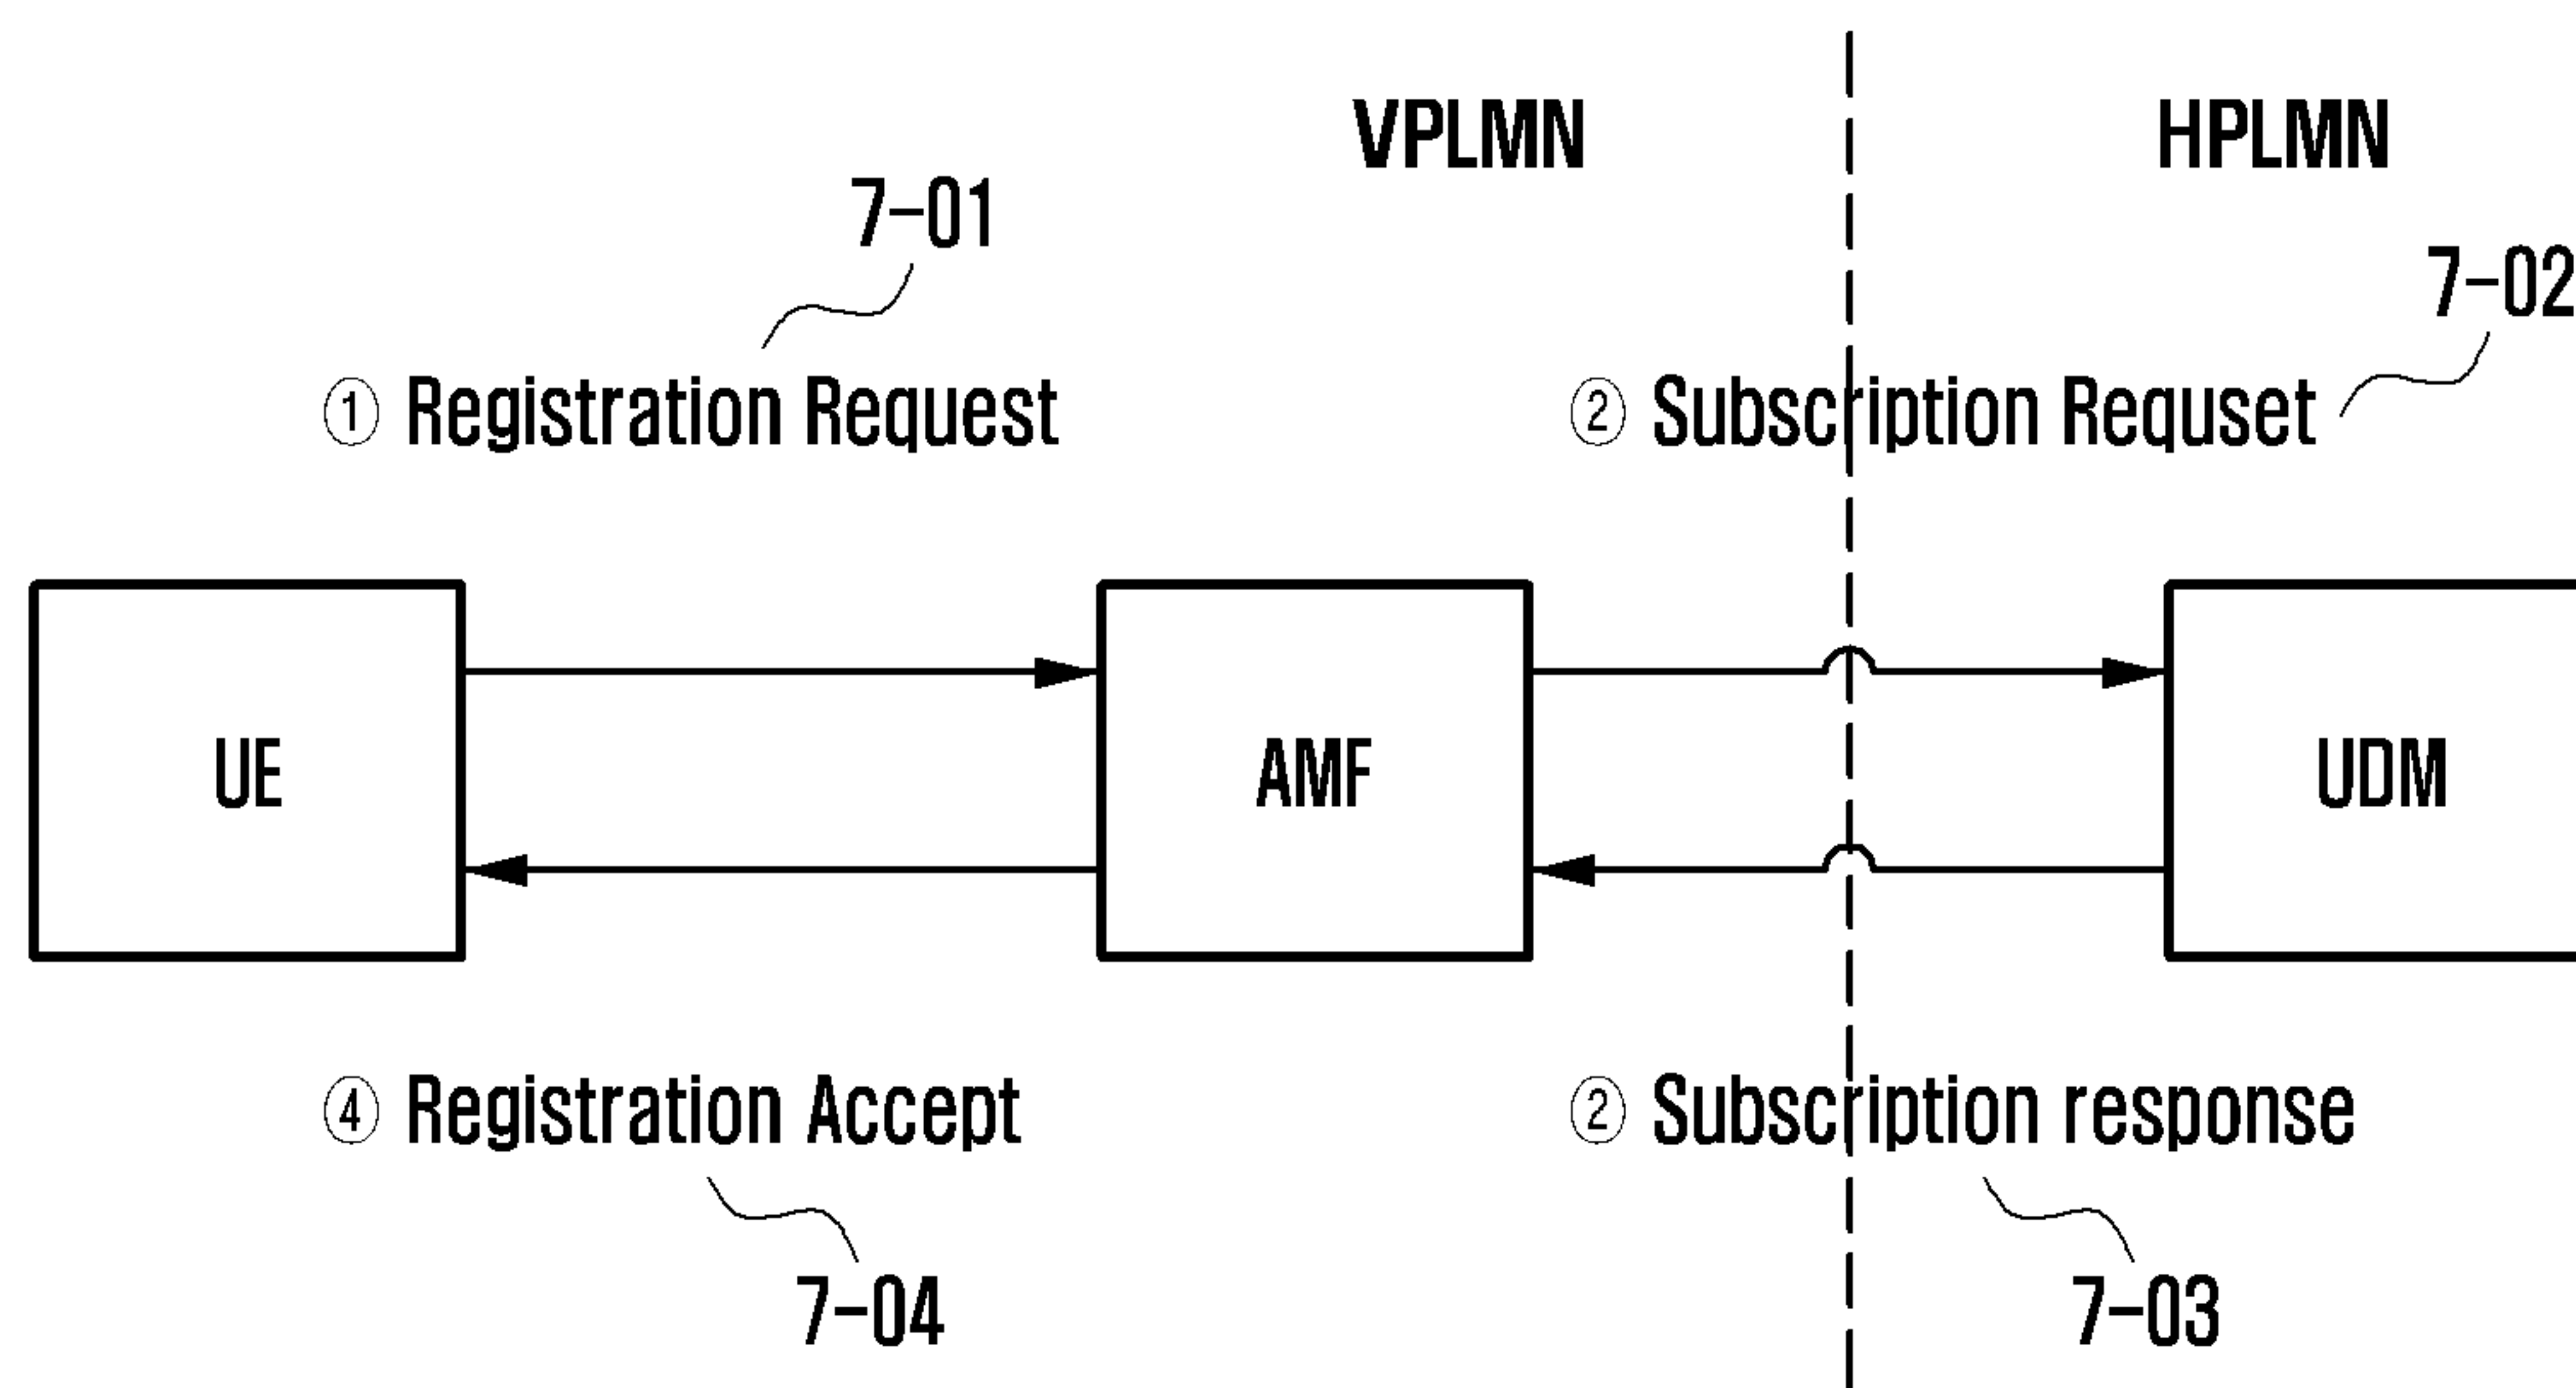 VPLMN
HPLMN
7-01
7-02
① Registration Request
② Subscription Requset
UE
AMF
UDM
④ Registration Accept
② Subscription response
7-04
7-03